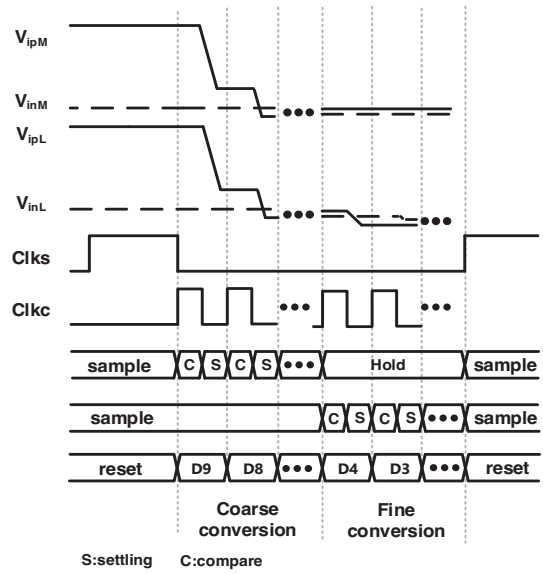 VipM
VinM
VipL
VinL
Clks
Clkc
sample C S C S ••• Hold sample
sample C S C S ••• sample
reset D9 D8 ••• D4 D3 ••• reset
Coarse conversion Fine conversion
S:settling C:compare